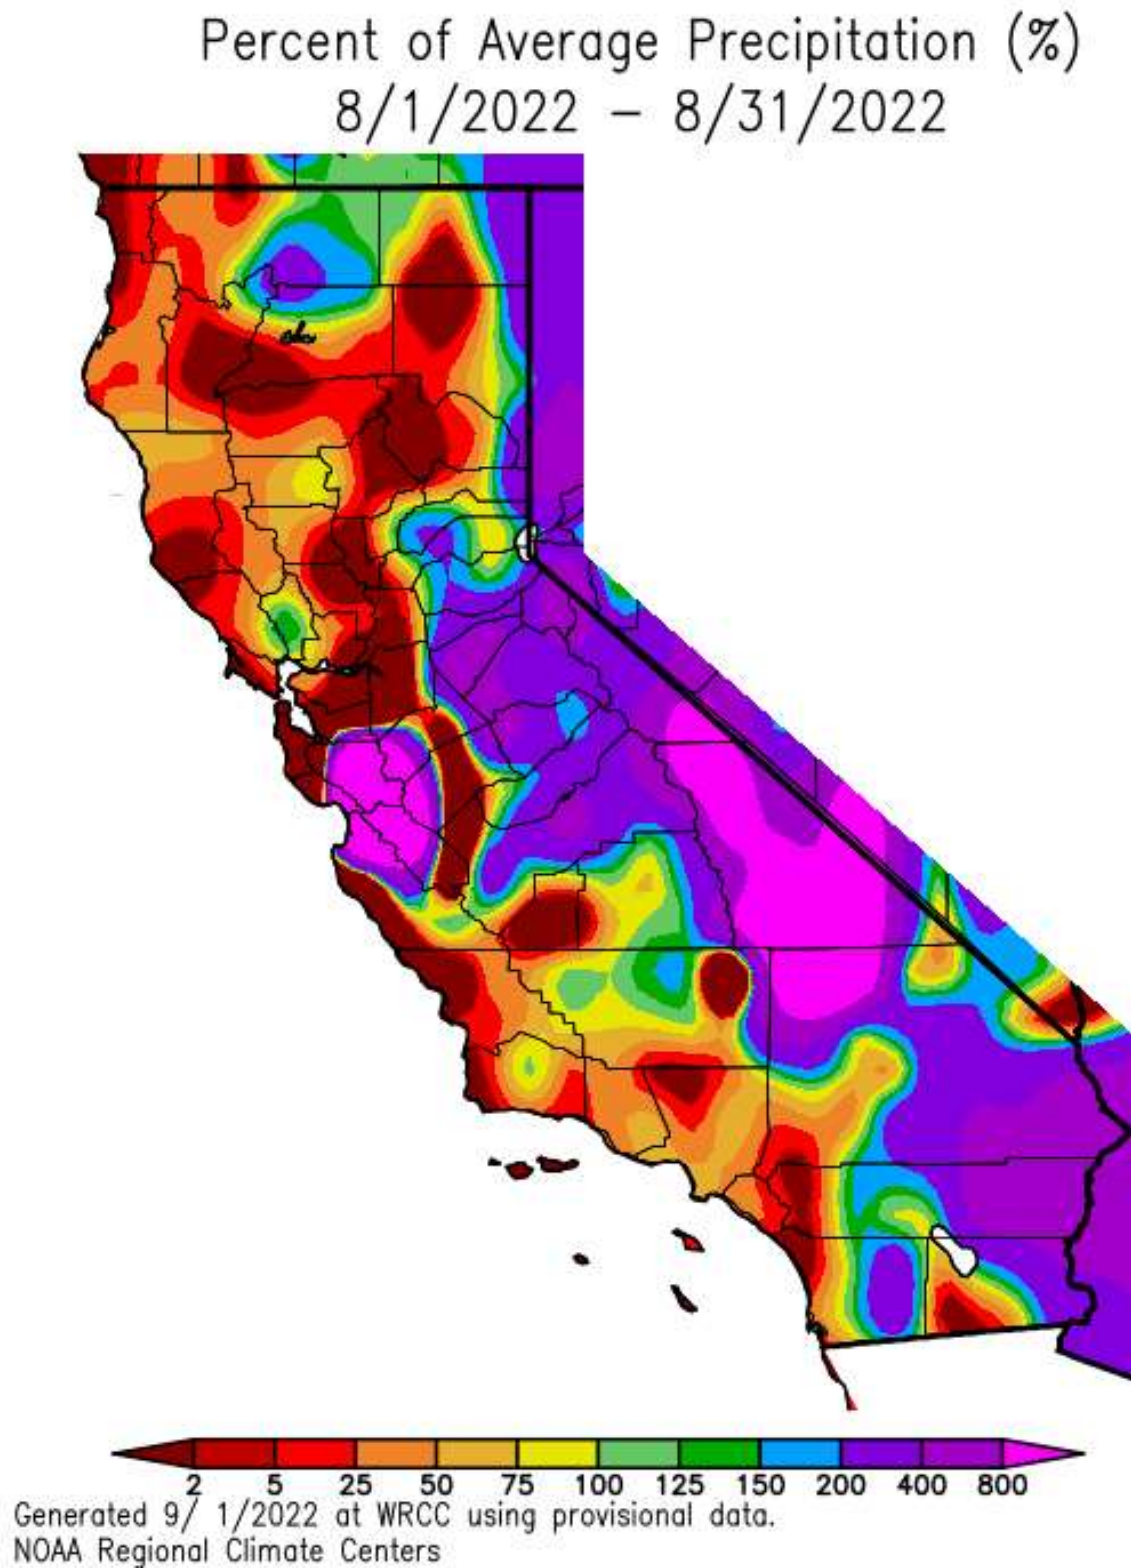 Percent of Average Precipitation (%)
8/1/2022 – 8/31/2022
2 5 25 50 75 100 125 150 200 400 800
Generated 9/ 1/2022 at WRCC using provisional data.
NOAA Regional Climate Centers